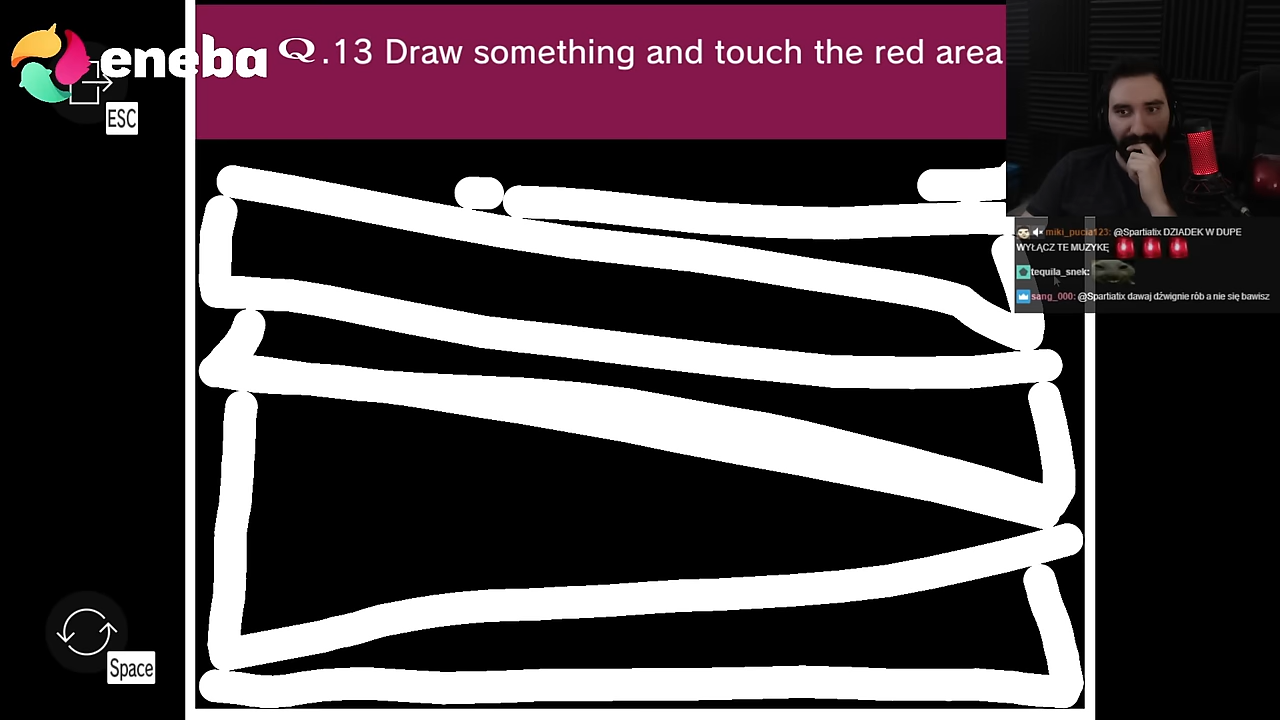 eneba
Q.13 Draw something and touch the red area
ESC
miki_pucia123: @Spartiatix DZIADEK W DUPE
WYŁĄCZ TE MUZYKĘ
tequila_snek:
sang_000: @Spartiatix dawaj dźwignie rób a nie się bawisz
Space